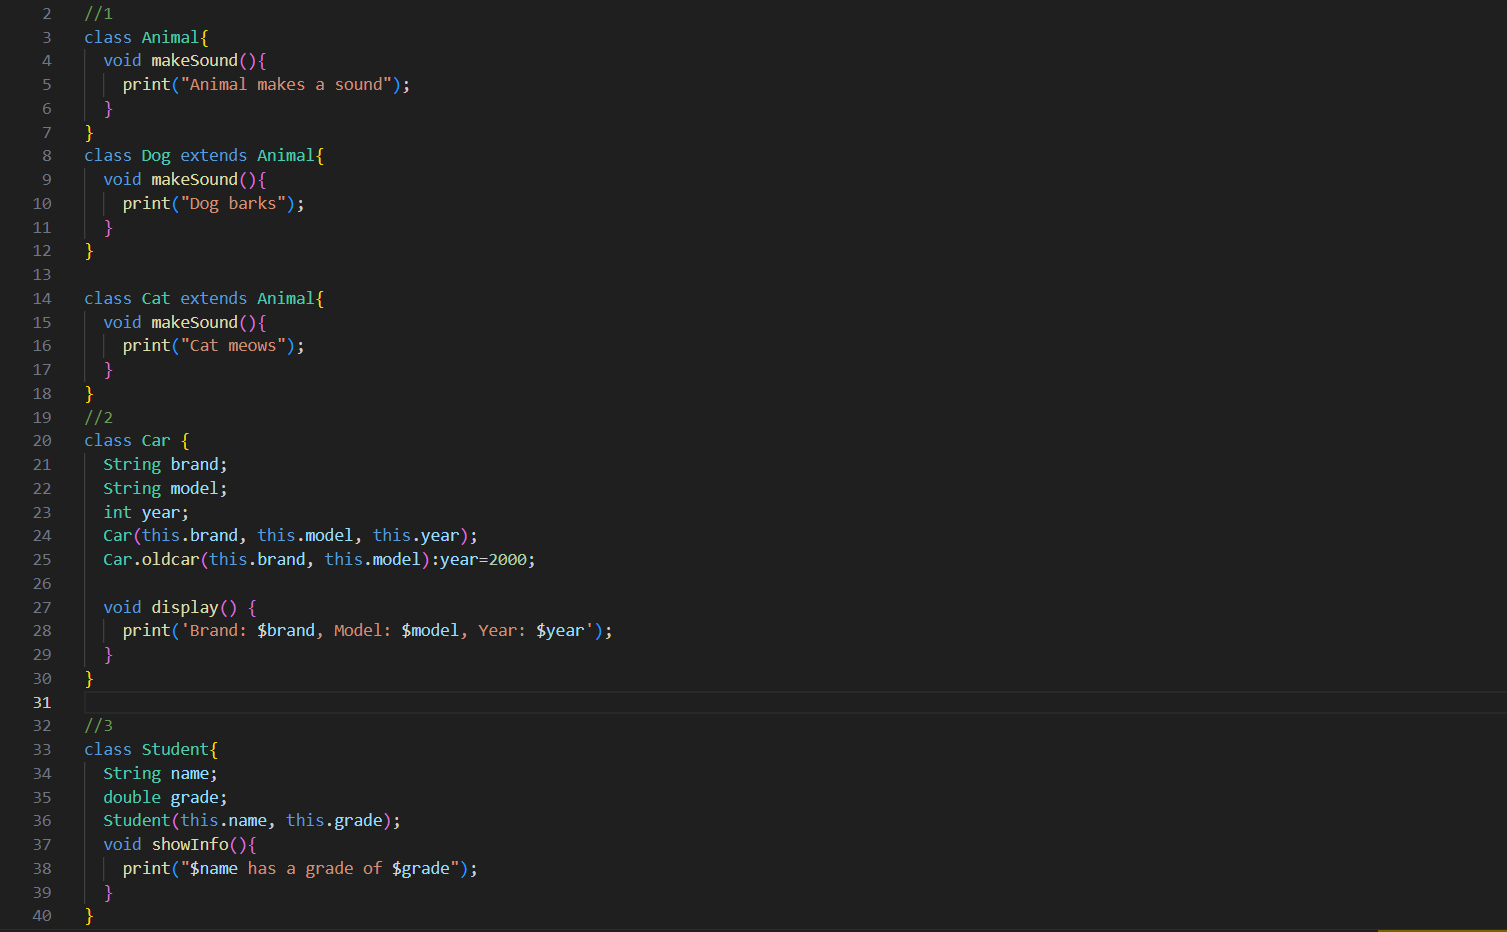 2 //1
3 class Animal{
4   void makeSound(){
5     print("Animal makes a sound");
6   }
7 }
8 class Dog extends Animal{
9   void makeSound(){
10     print("Dog barks");
11   }
12 }
13
14 class Cat extends Animal{
15   void makeSound(){
16     print("Cat meows");
17   }
18 }
19 //2
20 class Car {
21   String brand;
22   String model;
23   int year;
24   Car(this.brand, this.model, this.year);
25   Car.oldcar(this.brand, this.model):year=2000;
26
27   void display() {
28     print('Brand: $brand, Model: $model, Year: $year');
29   }
30 }
31
32 //3
33 class Student{
34   String name;
35   double grade;
36   Student(this.name, this.grade);
37   void showInfo(){
38     print("$name has a grade of $grade");
39   }
40 }